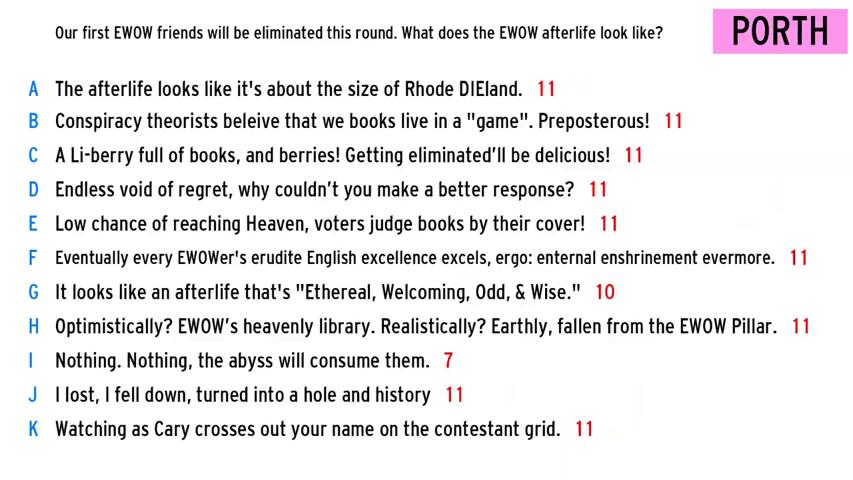 Our first EWOW friends will be eliminated this round. What does the EWOW afterlife look like?
PORTH
A The afterlife looks like it's about the size of Rhode DIEland. 11
B Conspiracy theorists beleive that we books live in a "game". Preposterous! 11
C A Li-berry full of books, and berries! Getting eliminated'll be delicious! 11
D Endless void of regret, why couldn't you make a better response? 11
E Low chance of reaching Heaven, voters judge books by their cover! 11
F Eventually every EWOWer's erudite English excellence excels, ergo: enternal enshrinement evermore. 11
G It looks like an afterlife that's "Ethereal, Welcoming, Odd, & Wise." 10
H Optimistically? EWOW's heavenly library. Realistically? Earthly, fallen from the EWOW Pillar. 11
I Nothing. Nothing, the abyss will consume them. 7
J I lost, I fell down, turned into a hole and history 11
K Watching as Cary crosses out your name on the contestant grid. 11